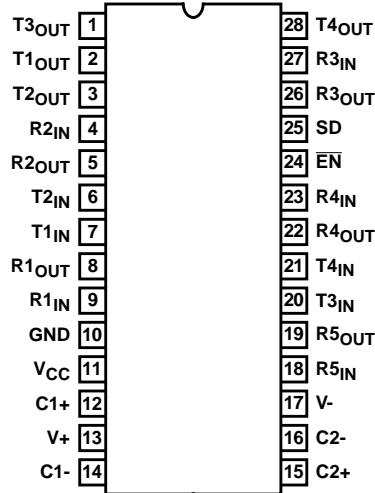 T3OUT 1 28 T4OUT
T1OUT 2 27 R3IN
T2OUT 3 26 R3OUT
R2IN 4 25 SD
R2OUT 5 24 E̅N̅
T2IN 6 23 R4IN
T1IN 7 22 R4OUT
R1OUT 8 21 T4IN
R1IN 9 20 T3IN
GND 10 19 R5OUT
VCC 11 18 R5IN
C1+ 12 17 V-
V+ 13 16 C2-
C1- 14 15 C2+